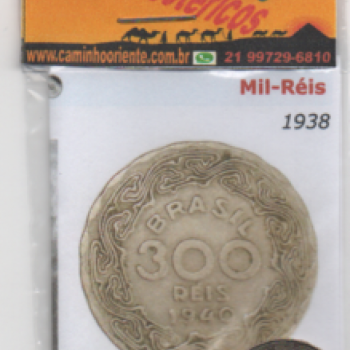 www.caminhooriente.com.br 21 99729-6810
Mil-Réis
1938
BRASIL
300
RÉIS
1940